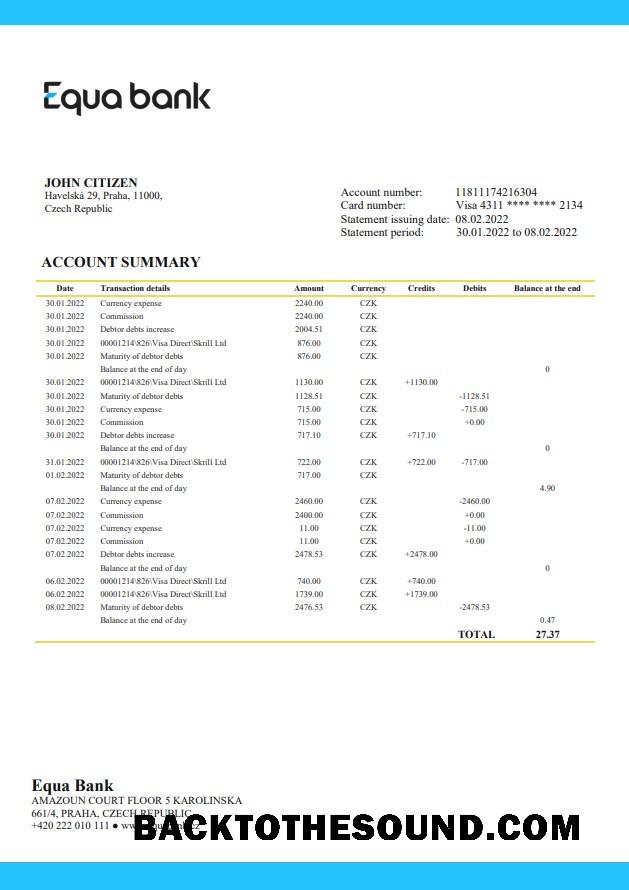 Equa bank
JOHN CITIZEN
Havelská 29, Praha, 11000,
Czech Republic
Account number: 11811174216304
Card number: Visa 4311 **** **** 2134
Statement issuing date: 08.02.2022
Statement period: 30.01.2022 to 08.02.2022
ACCOUNT SUMMARY
Date Transaction details Amount Currency Credits Debits Balance at the end
30.01.2022 Currency expense 2240.00 CZK
30.01.2022 Commission 2240.00 CZK
30.01.2022 Debtor debts increase 2004.51 CZK
30.01.2022 00001214\826\Visa Direct\Skrill Ltd 876.00 CZK
30.01.2022 Maturity of debtor debts 876.00 CZK
Balance at the end of day 0
30.01.2022 00001214\826\Visa Direct\Skrill Ltd 1130.00 CZK +1130.00
30.01.2022 Maturity of debtor debts 1128.51 CZK -1128.51
30.01.2022 Currency expense 715.00 CZK -715.00
30.01.2022 Commission 715.00 CZK +0.00
30.01.2022 Debtor debts increase 717.10 CZK +717.10
Balance at the end of day 0
31.01.2022 00001214\826\Visa Direct\Skrill Ltd 722.00 CZK +722.00 -717.00
01.02.2022 Maturity of debtor debts 717.00 CZK
Balance at the end of day 4.90
07.02.2022 Currency expense 2460.00 CZK -2460.00
07.02.2022 Commission 2400.00 CZK +0.00
07.02.2022 Currency expense 11.00 CZK -11.00
07.02.2022 Commission 11.00 CZK +0.00
07.02.2022 Debtor debts increase 2478.53 CZK +2478.00
Balance at the end of day 0
06.02.2022 00001214\826\Visa Direct\Skrill Ltd 740.00 CZK +740.00
06.02.2022 00001214\826\Visa Direct\Skrill Ltd 1739.00 CZK +1739.00
08.02.2022 Maturity of debtor debts 2476.53 CZK -2478.53
Balance at the end of day 0.47
TOTAL 27.37
Equa Bank
AMAZOUN COURT FLOOR 5 KAROLINSKA
661/4, PRAHA, CZECH REPUBLIC
+420 222 010 111 ●
BACKTOTHESOUND.COM